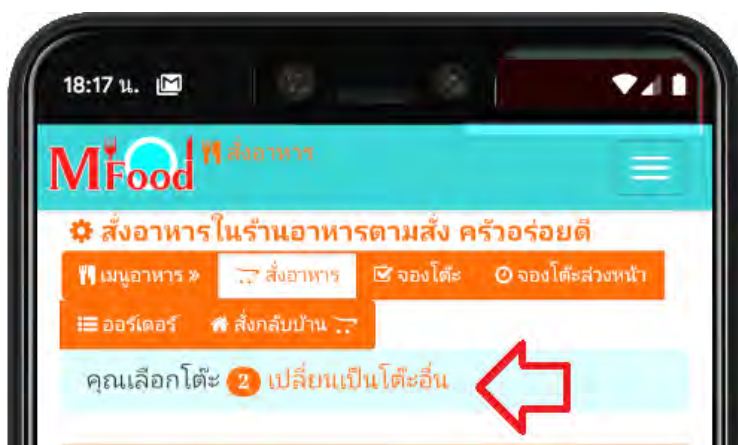 18:17 น.
MFood สั่งอาหาร
สั่งอาหารในร้านอาหารตามสั่ง ครัวอร่อยดี
เมนูอาหาร » สั่งอาหาร จองโต๊ะ จองโต๊ะล่วงหน้า
ออร์เดอร์ สั่งกลับบ้าน
คุณเลือกโต๊ะ 2 เปลี่ยนเป็นโต๊ะอื่น